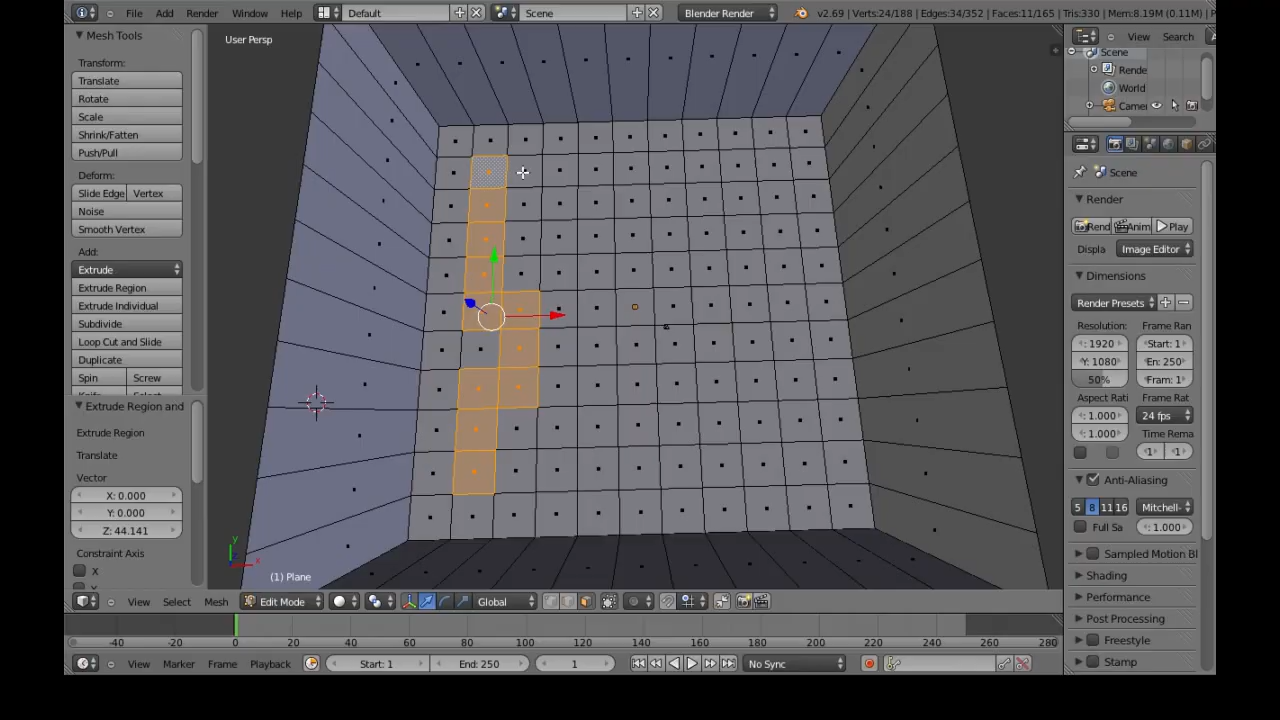 File Add Render Window Help Default Scene Blender Render v2.69 | Verts:24/188 | Edges:34/352 | Faces:11/165 | Tris:330 | Mem:8.19M (0.11M) | P
Mesh Tools
Transform:
Translate
Rotate
Scale
Shrink/Fatten
Push/Pull
Deform:
Slide Edge Vertex
Noise
Smooth Vertex
Add:
Extrude
Extrude Region
Extrude Individual
Subdivide
Loop Cut and Slide
Duplicate
Spin Screw
Extrude Region and
Extrude Region
Translate
Vector
X: 0.000
Y: 0.000
Z: 44.141
Constraint Axis
X
User Persp
y
x
(1) Plane
View Select Mesh Edit Mode Global
-40 -20 0 20 40 60 80 100 120 140 160 180 200 220 240 260 280
View Marker Frame Playback Start: 1 End: 250 1 No Sync
View Search
Scene
Rende
World
Came
Scene
Render
Rend Anim Play
Displa Image Editor
Dimensions
Render Presets
Resolution: Frame Ran
: 1920 Start: 1
Y: 1080 En: 250
50% Fram: 1
Aspect Rati Frame Rat
: 1.000 24 fps
: 1.000 Time Rema
1 1
Anti-Aliasing
5 8 11 16 Mitchell-
Full Sa : 1.000
Sampled Motion Bl
Shading
Performance
Post Processing
Freestyle
Stamp